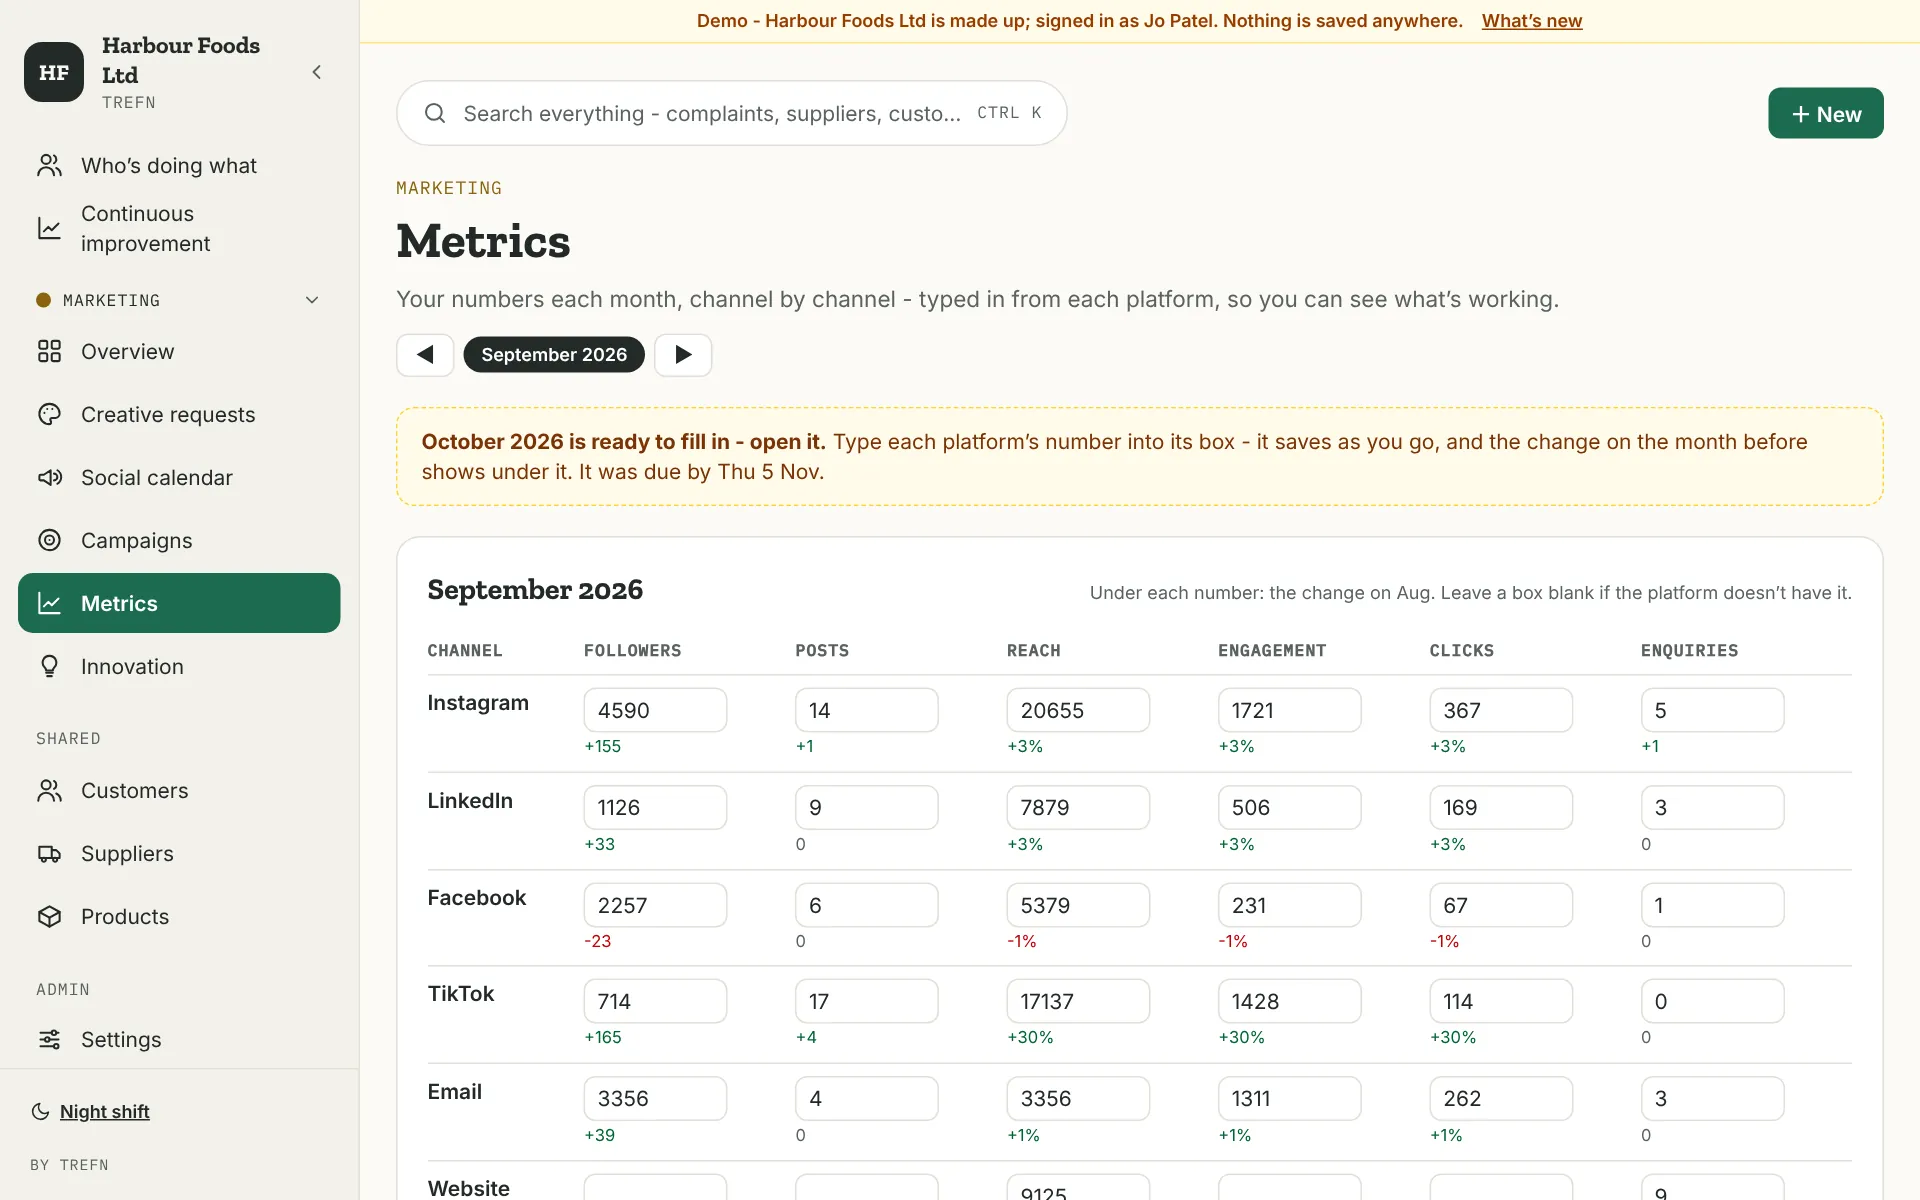 Demo - Harbour Foods Ltd is made up; signed in as Jo Patel. Nothing is saved anywhere. What's new
HF
Harbour Foods
Ltd
TREFN
Who's doing what
Continuous
improvement
MARKETING
Overview
Creative requests
Social calendar
Campaigns
Metrics
Innovation
SHARED
Customers
Suppliers
Products
ADMIN
Settings
Night shift
BY TREFN
Search everything - complaints, suppliers, custo... CTRL K
+ New
MARKETING
Metrics
Your numbers each month, channel by channel - typed in from each platform, so you can see what's working.
◀ September 2026 ▶
October 2026 is ready to fill in - open it. Type each platform's number into its box - it saves as you go, and the change on the month before
shows under it. It was due by Thu 5 Nov.
September 2026
Under each number: the change on Aug. Leave a box blank if the platform doesn't have it.
CHANNEL FOLLOWERS POSTS REACH ENGAGEMENT CLICKS ENQUIRIES
Instagram 4590 14 20655 1721 367 5
+155 +1 +3% +3% +3% +1
LinkedIn 1126 9 7879 506 169 3
+33 0 +3% +3% +3% 0
Facebook 2257 6 5379 231 67 1
-23 0 -1% -1% -1% 0
TikTok 714 17 17137 1428 114 0
+165 +4 +30% +30% +30% 0
Email 3356 4 3356 1311 262 3
+39 0 +1% +1% +1% 0
Website 9125 9